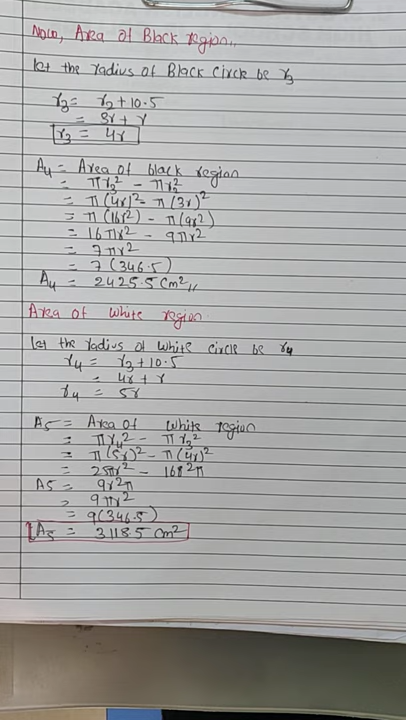 Now, Area of Black region..
let the radius of Black Circle be r₃
r₃ = r₂ + 10.5
= 3r + r
r₃ = 4r
A₄ = Area of black region
= πr₃² - πr₂²
= π(4r)² - π(3r)²
= π(16r²) - π(9r²)
= 16πr² - 9πr²
= 7πr²
= 7(346.5)
A₄ = 2425.5 cm²,,
Area of white region
let the radius of white circle be r₄
r₄ = r₃ + 10.5
= 4r + r
r₄ = 5r
A₅ = Area of white region
= πr₄² - πr₃²
= π(5r)² - π(4r)²
= 25πr² - 16r²π
A₅ = 9r²π
= 9πr²
= 9(346.5)
A₅ = 3118.5 cm²